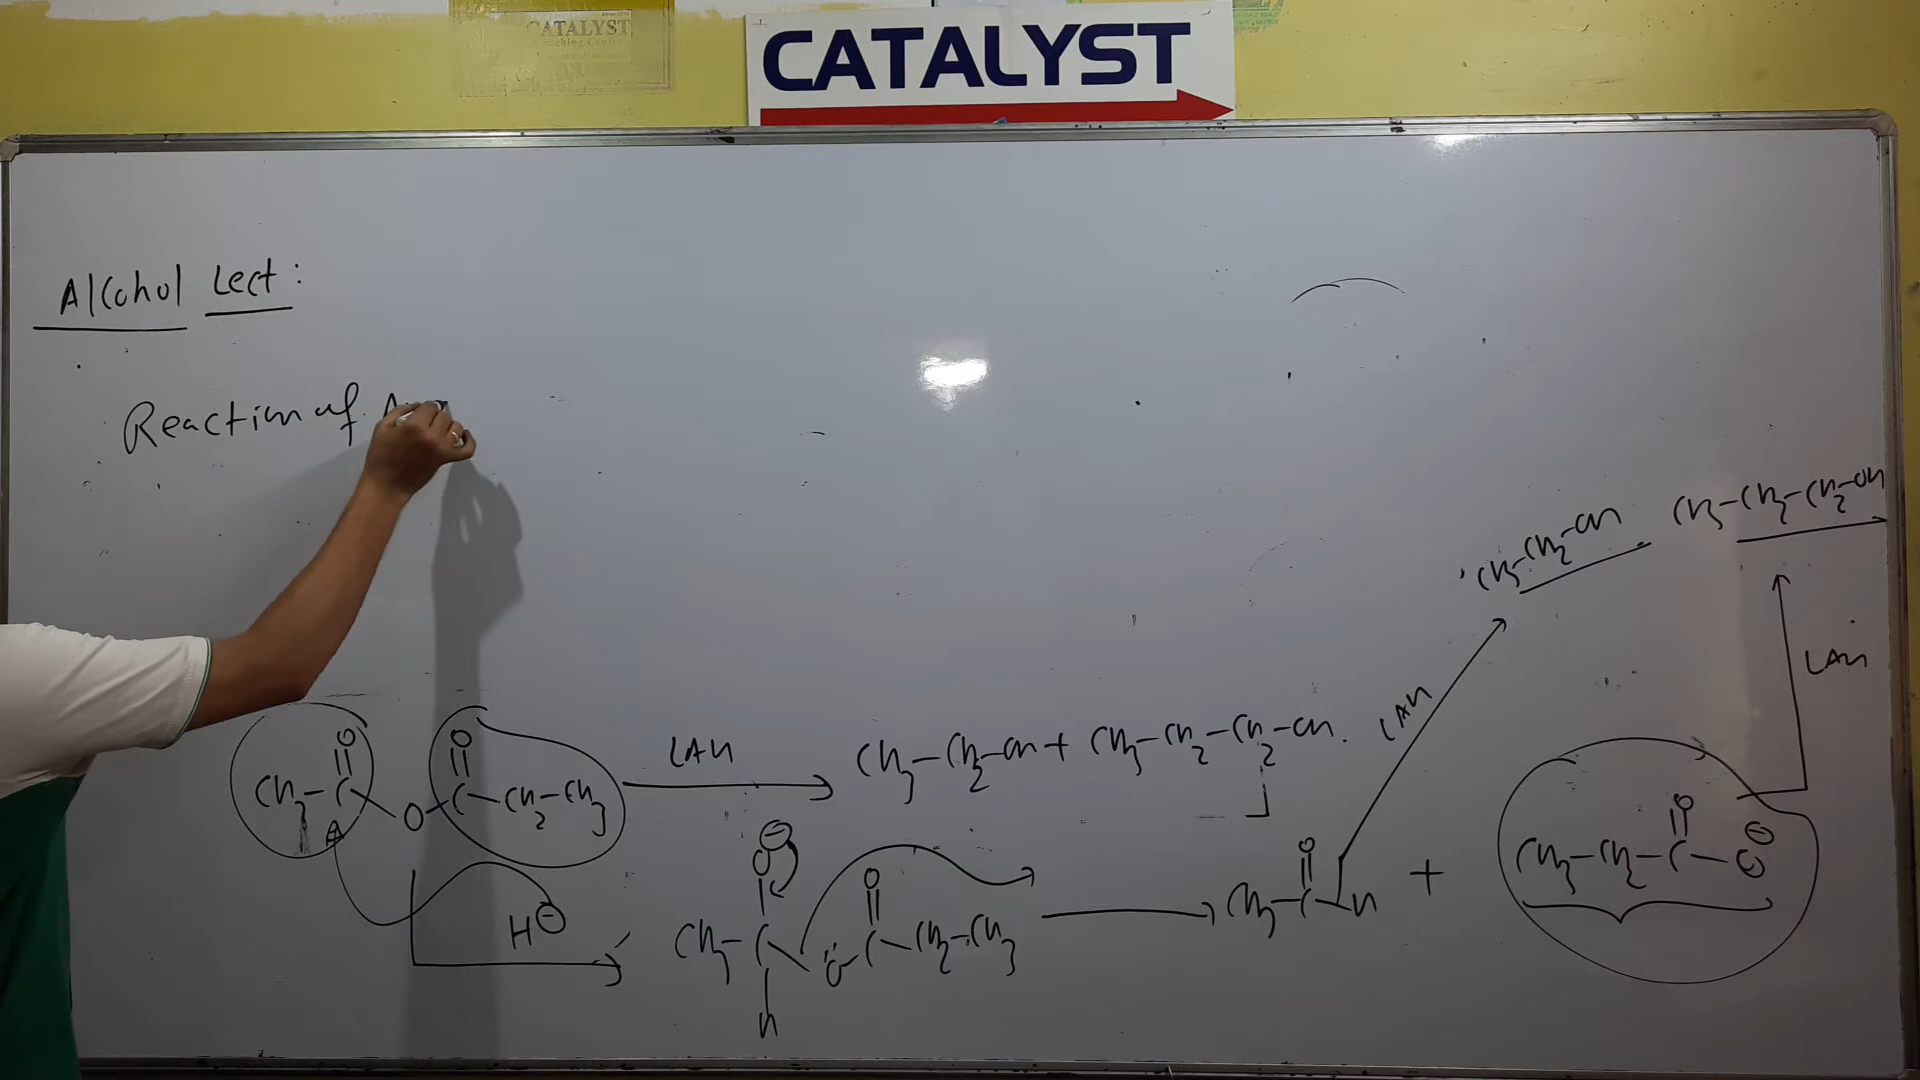 CATALYST
CATALYST
Alcohol Lect:
Reaction of
CH3-CH2-OH
CH3-CH2-CH2-OH
LAH
LAH
O O
CH3-C-O-C-CH2-CH3
LAH
CH3-CH2-OH + CH3-CH2-CH2-OH.
H⊖
O⊖ O
CH3-C-O-C-CH2-CH3
H
O
CH3-C-H
+
O
CH3-CH2-C-O⊖